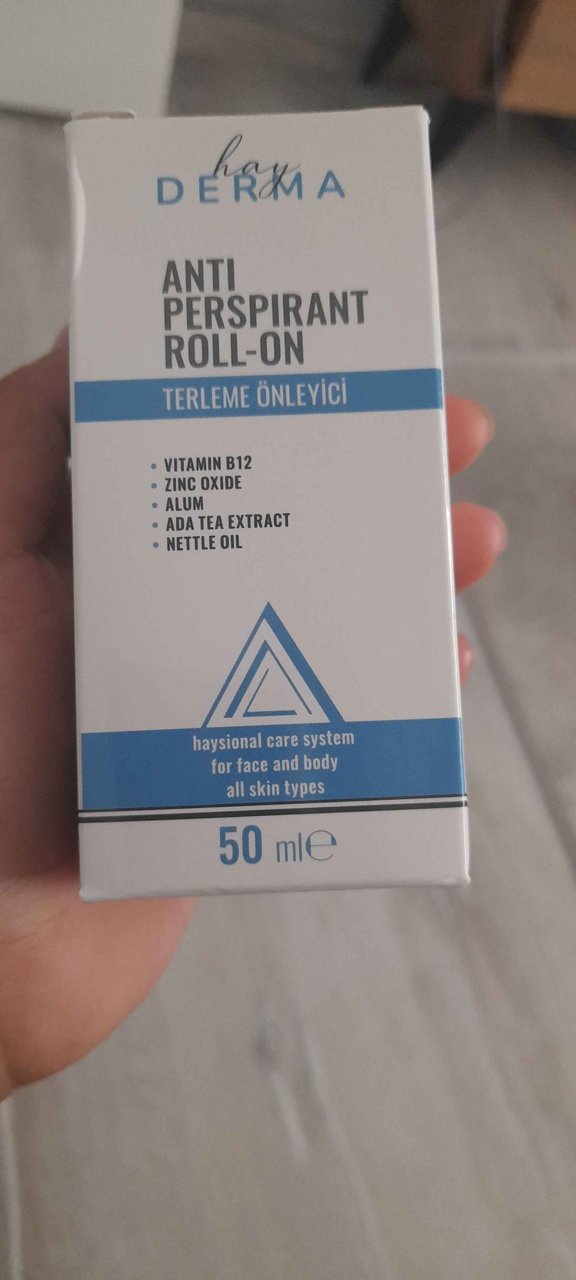 hay
DERMA
ANTI
PERSPIRANT
ROLL-ON
TERLEME ÖNLEYİCİ
• VITAMIN B12
• ZINC OXIDE
• ALUM
• ADA TEA EXTRACT
• NETTLE OIL
haysional care system
for face and body
all skin types
50 ml℮